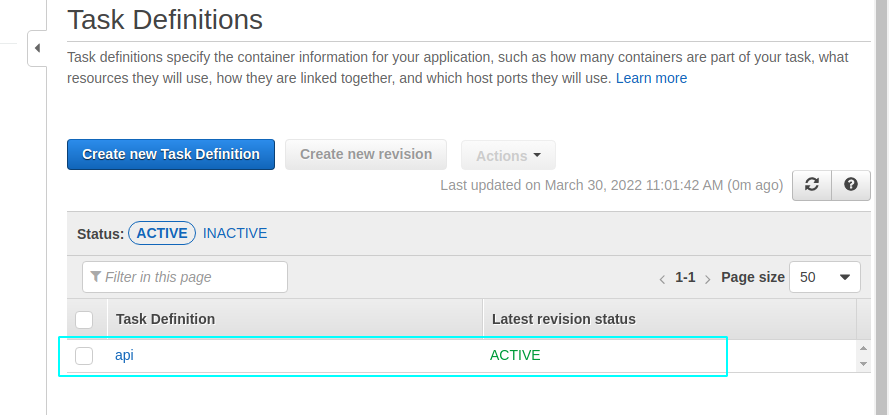 Task Definitions
Task definitions specify the container information for your application, such as how many containers are part of your task, what
resources they will use, how they are linked together, and which host ports they will use. Learn more
Create new Task Definition Create new revision Actions
Last updated on March 30, 2022 11:01:42 AM (0m ago)
Status: ACTIVE INACTIVE
Filter in this page 1-1 Page size 50
Task Definition Latest revision status
api ACTIVE